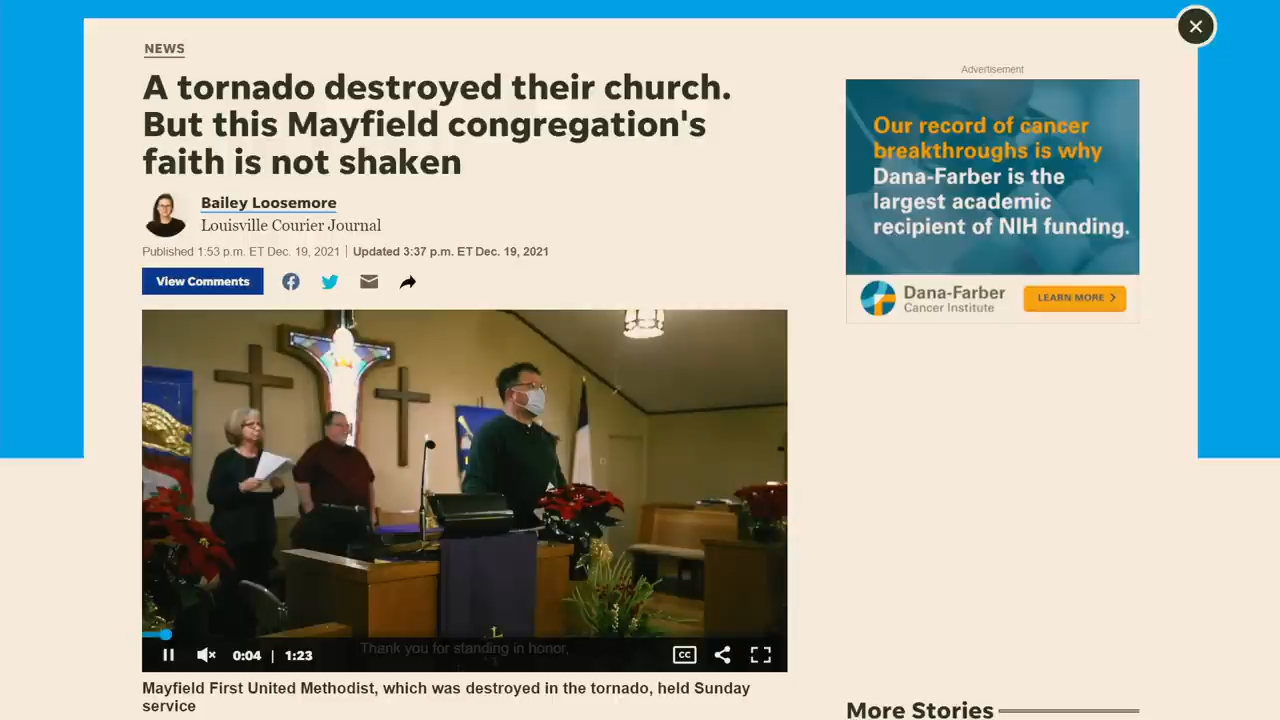 NEWS
A tornado destroyed their church.
But this Mayfield congregation's
faith is not shaken
Bailey Loosemore
Louisville Courier Journal
Published 1:53 p.m. ET Dec. 19, 2021 | Updated 3:37 p.m. ET Dec. 19, 2021
View Comments
Thank you for standing in honor,
0:04 | 1:23
CC
Mayfield First United Methodist, which was destroyed in the tornado, held Sunday
service
Advertisement
Our record of cancer
breakthroughs is why
Dana-Farber is the
largest academic
recipient of NIH funding.
Dana-Farber
Cancer Institute
LEARN MORE
More Stories